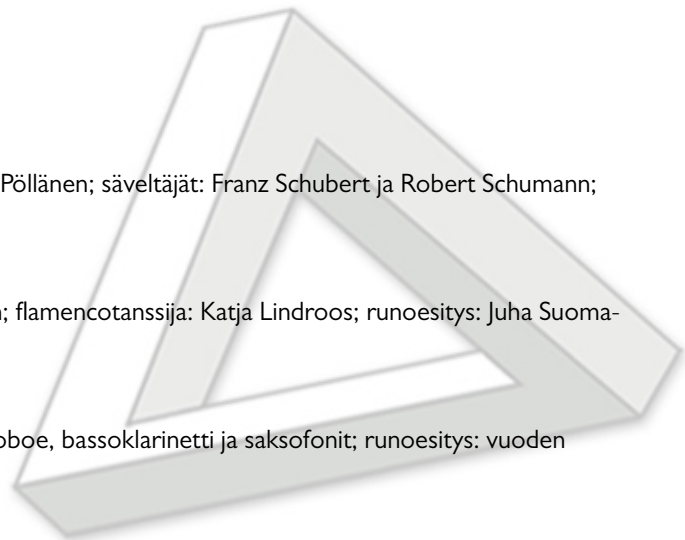 Pöllänen; säveltäjät: Franz Schubert ja Robert Schumann;
; flamencotanssija: Katja Lindroos; runoesitys: Juha Suoma-
oboe, bassoklarinetti ja saksofonit; runoesitys: vuoden